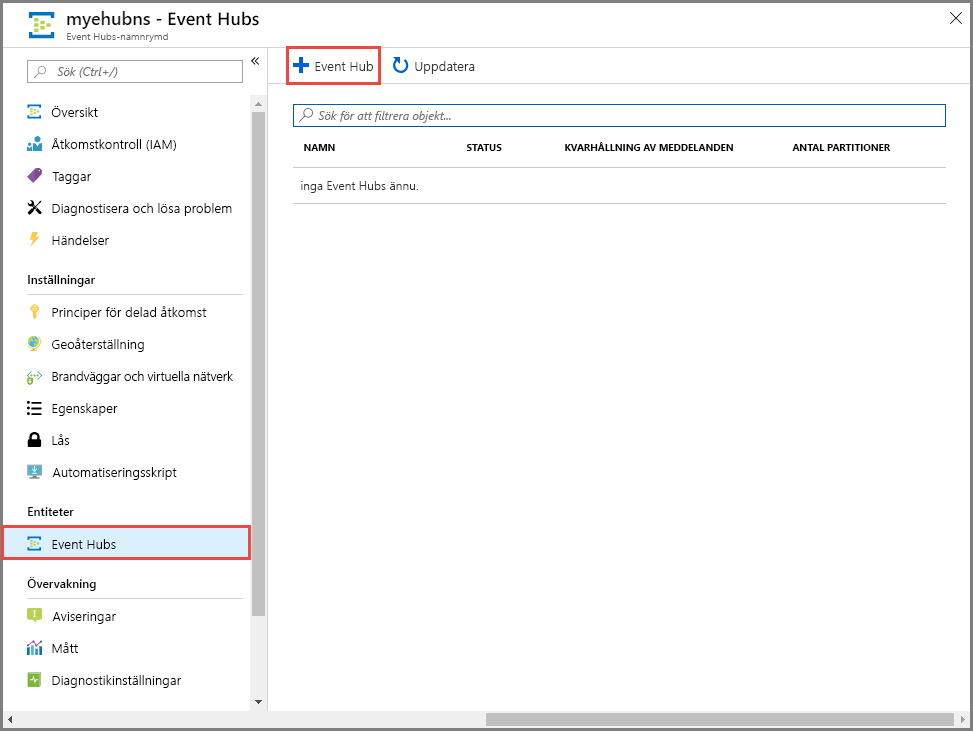 myehubns - Event Hubs
Event Hubs-namnrymd
Sök (Ctrl+/)
Översikt
Åtkomstkontroll (IAM)
Taggar
Diagnostisera och lösa problem
Händelser
Inställningar
Principer för delad åtkomst
Geoåterställning
Brandväggar och virtuella nätverk
Egenskaper
Lås
Automatiseringsskript
Entiteter
Event Hubs
Övervakning
Aviseringar
Mått
Diagnostikinställningar
Event Hub Uppdatera
Sök för att filtrera objekt...
NAMN STATUS KVARHÅLLNING AV MEDDELANDEN ANTAL PARTITIONER
inga Event Hubs ännu.